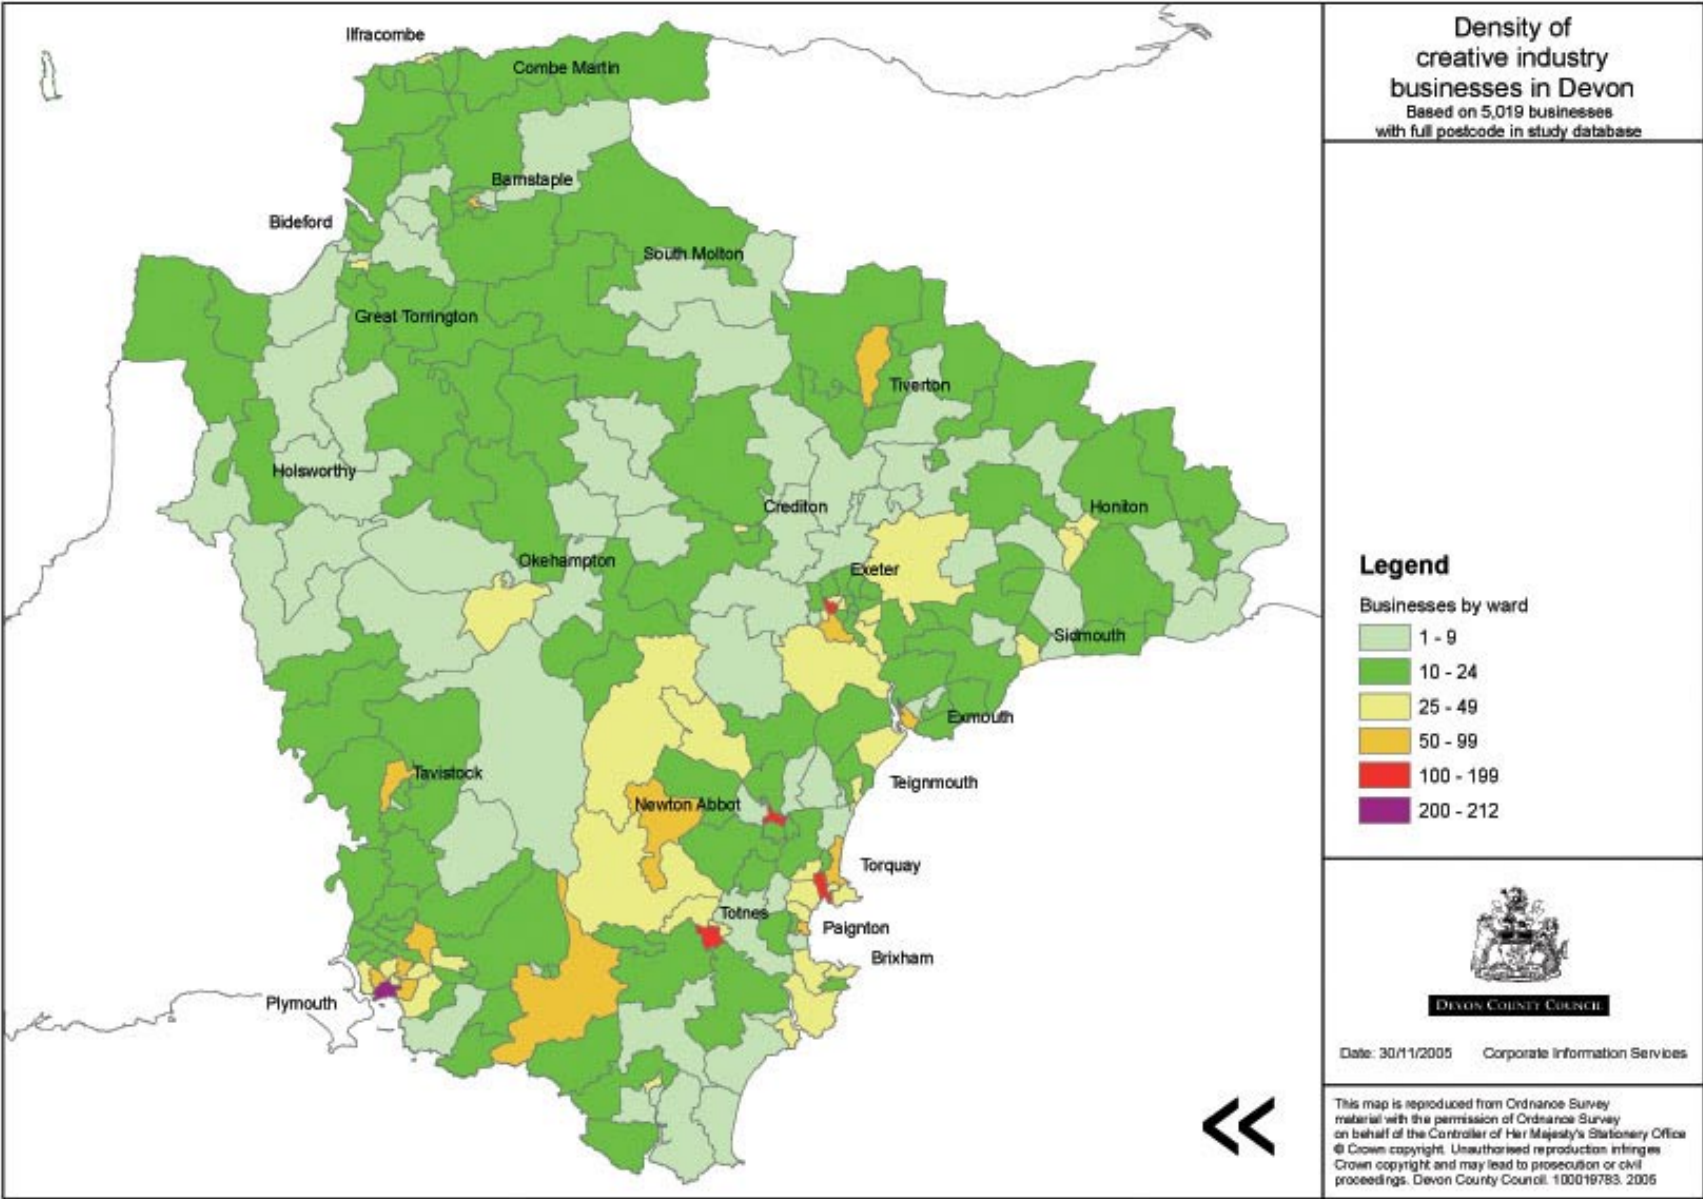 Density of
creative industry
businesses in Devon
Based on 5,019 businesses
with full postcode in study database
Ilfracombe
Combe Martin
Barnstaple
Bideford
South Molton
Great Torrington
Tiverton
Holsworthy
Crediton
Honiton
Okehampton
Exeter
Sidmouth
Exmouth
Tavistock
Teignmouth
Newton Abbot
Torquay
Totnes
Paignton
Brixham
Plymouth
Legend
Businesses by ward
1 - 9
10 - 24
25 - 49
50 - 99
100 - 199
200 - 212
DEVON COUNTY COUNCIL
Date: 30/11/2005 Corporate Information Services
This map is reproduced from Ordnance Survey
material with the permission of Ordnance Survey
on behalf of the Controller of Her Majesty's Stationery Office
© Crown copyright. Unauthorised reproduction infringes
Crown copyright and may lead to prosecution or civil
proceedings. Devon County Council. 100019783. 2005